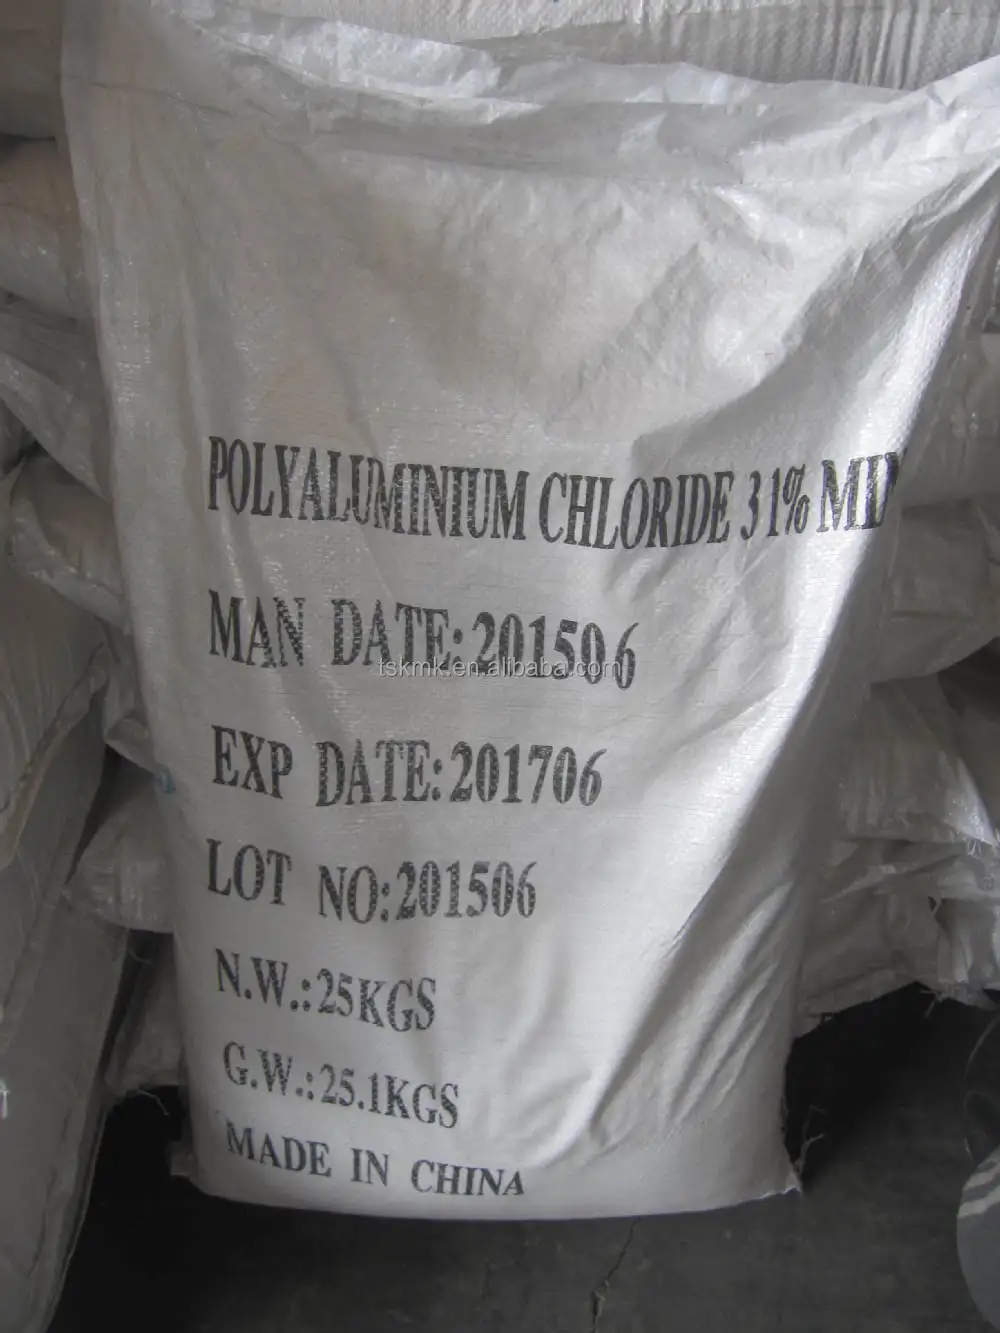 POLYALUMINIUM CHLORIDE 31% MIN
MAN DATE:201506
tskmk.en.alibaba.com
EXP DATE:201706
LOT NO:201506
N.W.:25KGS
G.W.:25.1KGS
MADE IN CHINA